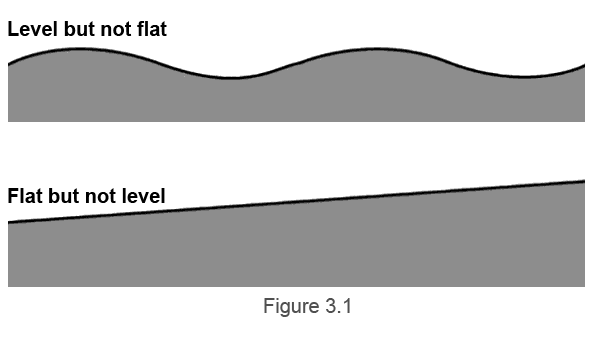 Level but not flat
Flat but not level
Figure 3.1